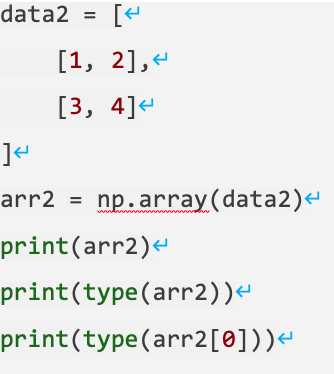 data2 = [↵
    [1, 2],↵
    [3, 4]↵
]↵
arr2 = np.array(data2)↵
print(arr2)↵
print(type(arr2))↵
print(type(arr2[0]))↵